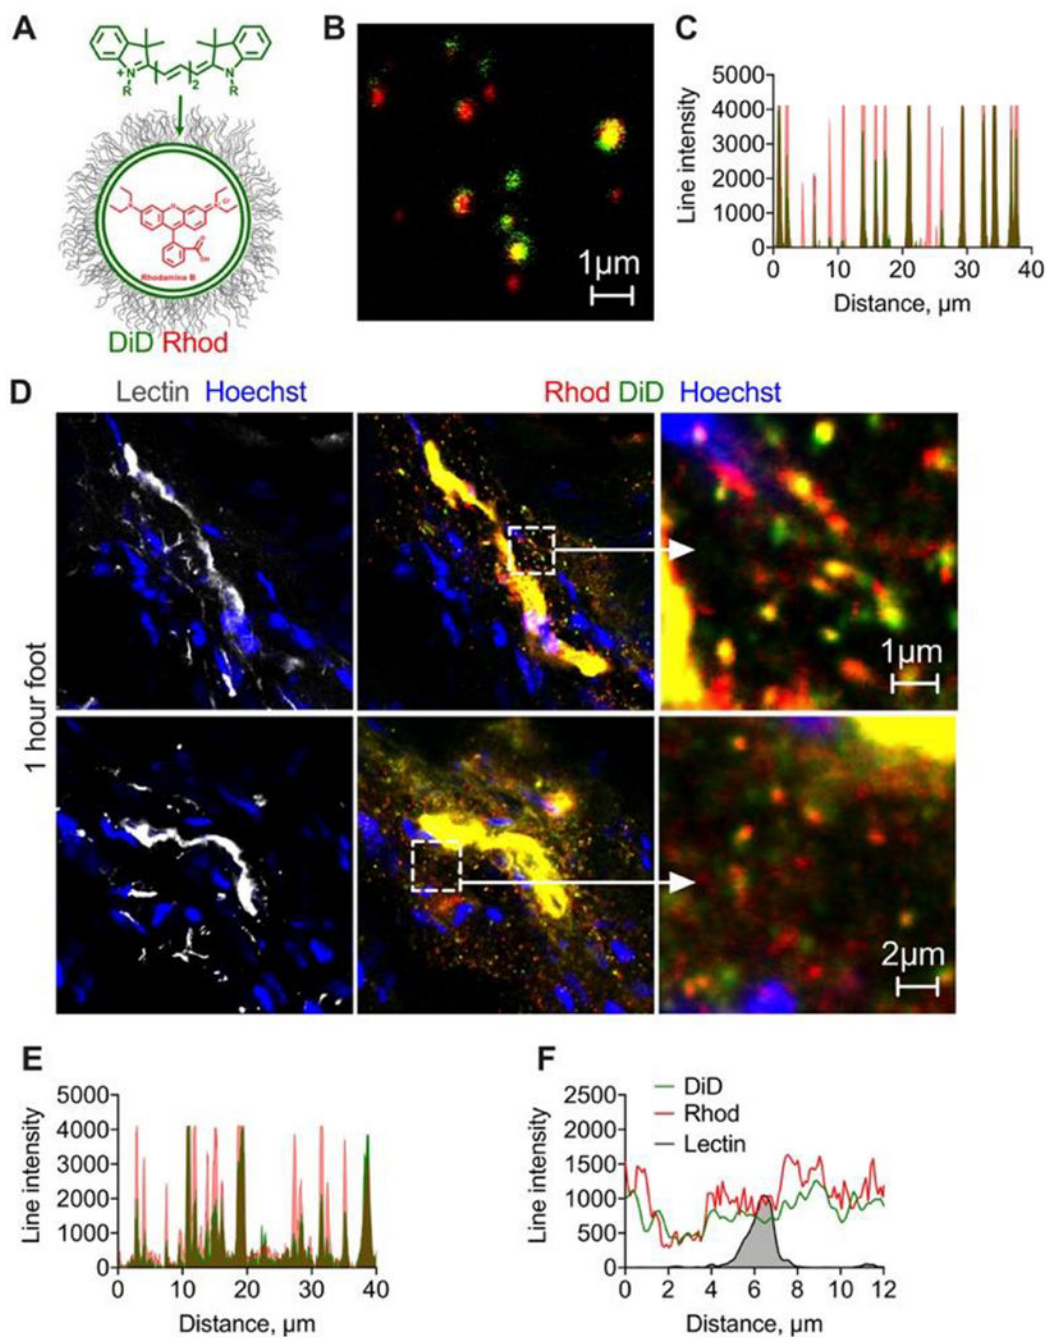 A
N
+
N
R
2
R
Rhodamine B
DiD Rhod
B
1µm
C
5000
4000
3000
2000
1000
0
Line intensity
0 10 20 30 40
Distance, µm
D
Lectin Hoechst
Rhod DiD Hoechst
1 hour foot
1µm
2µm
E
5000
4000
3000
2000
1000
0
Line intensity
0 10 20 30 40
Distance, µm
F
DiD
Rhod
Lectin
2500
2000
1500
1000
500
0
Line intensity
0 2 4 6 8 10 12
Distance, µm